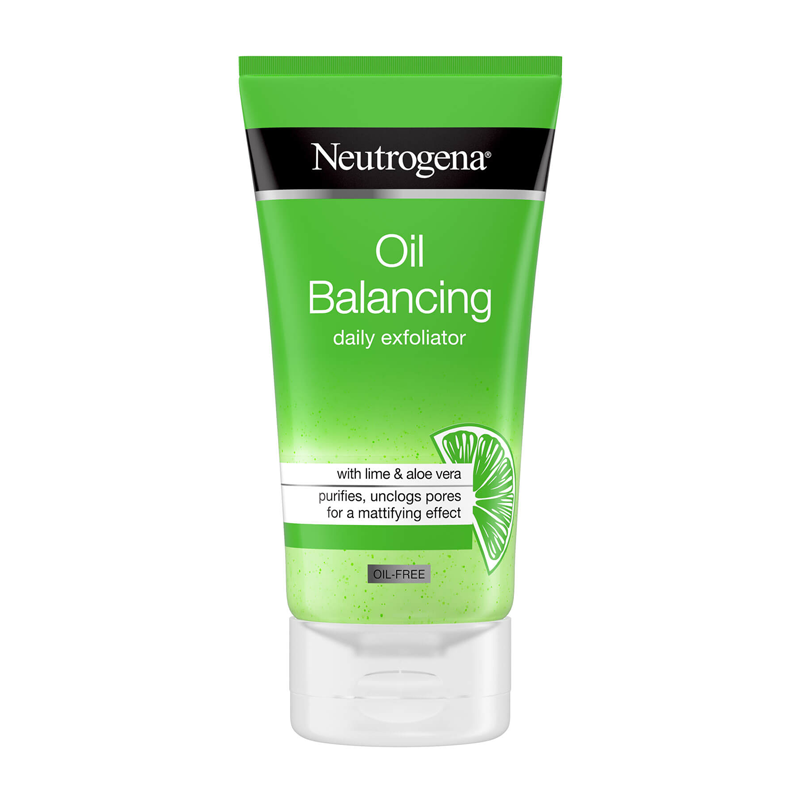 Neutrogena®
Oil
Balancing
daily exfoliator
with lime & aloe vera
purifies, unclogs pores
for a mattifying effect
OIL-FREE